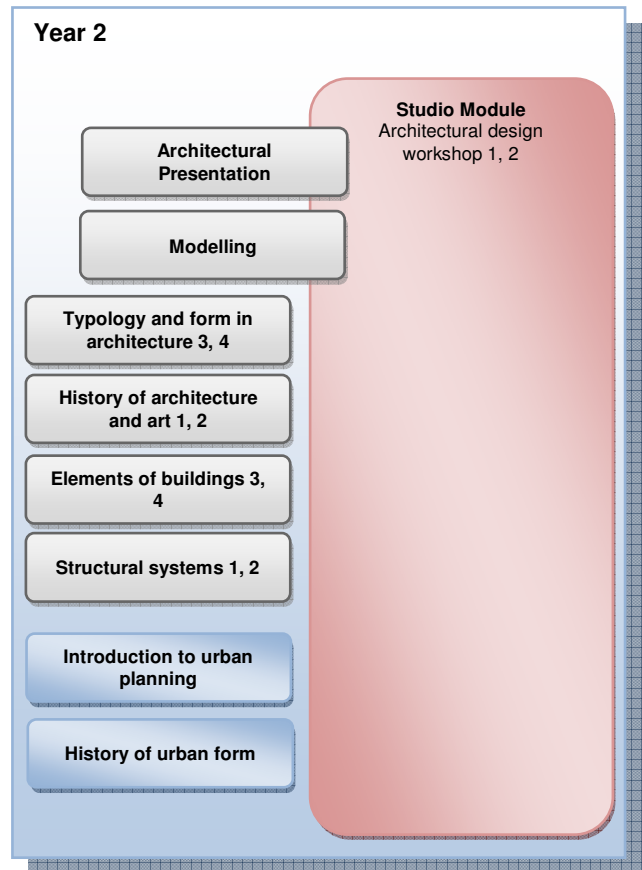 Year 2
Studio Module
Architectural design
workshop 1, 2
Architectural
Presentation
Modelling
Typology and form in
architecture 3, 4
History of architecture
and art 1, 2
Elements of buildings 3,
4
Structural systems 1, 2
Introduction to urban
planning
History of urban form